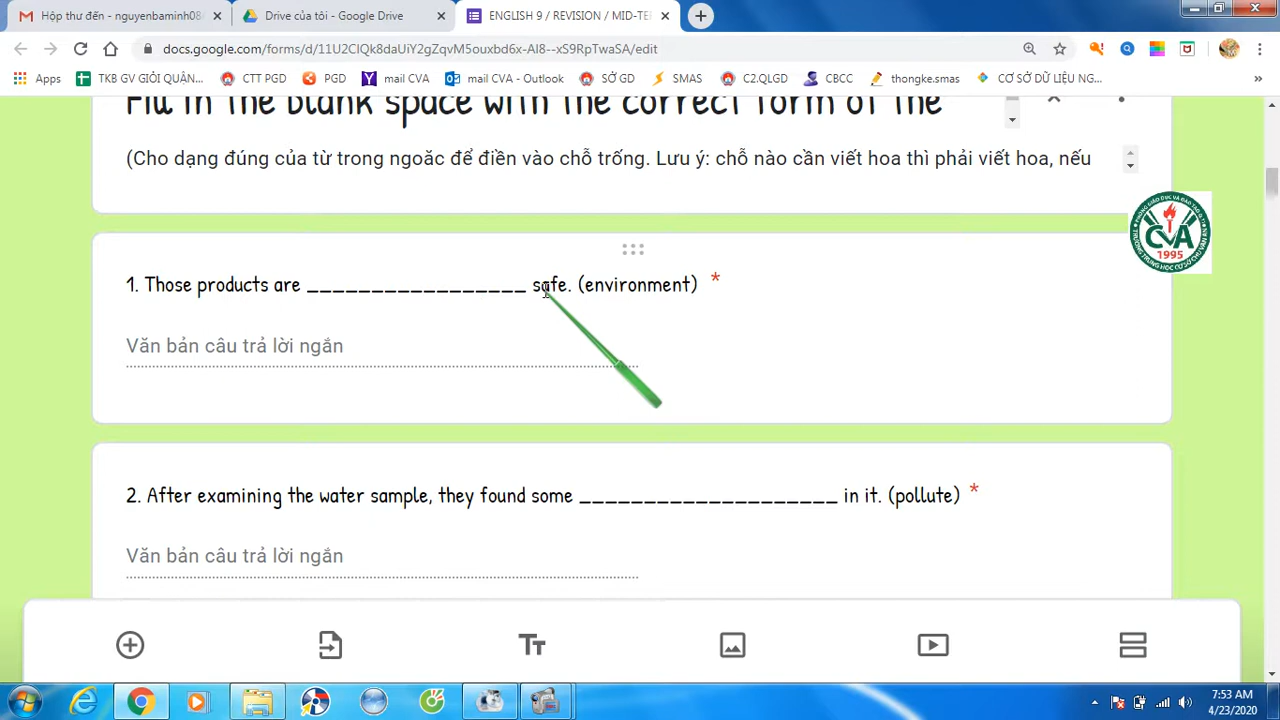 Hộp thư đến - nguyenbaminh08
Drive của tôi - Google Drive
ENGLISH 9 / REVISION / MID-TE
docs.google.com/forms/d/11U2ClQk8daUiY2gZqvMM5oubxbd6x-AI8--xS9RpTwaSA/edit
Apps
TKB GV GIỎI QUẬN...
CTT PGD
PGD
mail CVA
mail CVA - Outlook
SỞ GD
SMAS
C2.QLGD
CBCC
thongke.smas
CƠ SỞ DỮ LIỆU NG...
»
Fill in the blank space with the correct form of the
(Cho dạng đúng của từ trong ngoăc để điền vào chỗ trống. Lưu ý: chỗ nào cần viết hoa thì phải viết hoa, nếu
CVA
1995
1. Those products are _________________ safe. (environment) *
Văn bản câu trả lời ngắn
2. After examining the water sample, they found some ____________________ in it. (pollute) *
Văn bản câu trả lời ngắn
Tт
7:53 AM
4/23/2020